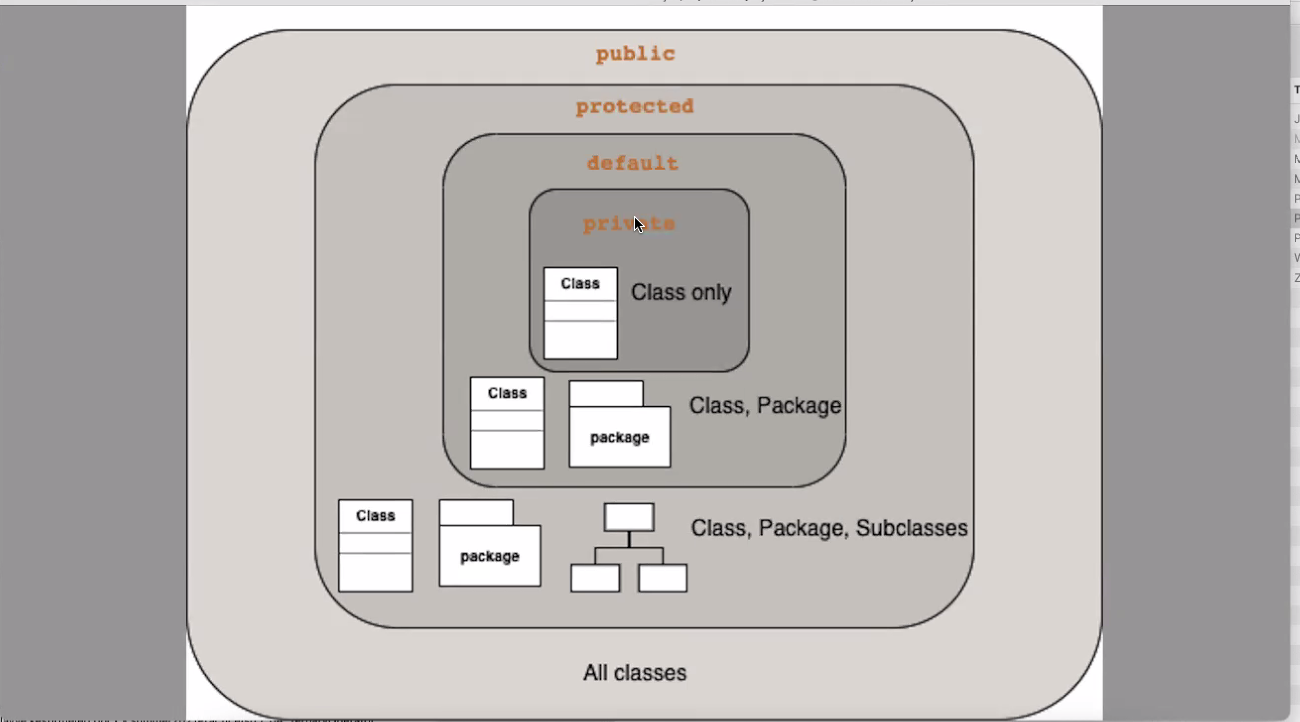 public
protected
default
private
Class
Class only
Class
package
Class, Package
Class
package
Class, Package, Subclasses
All classes